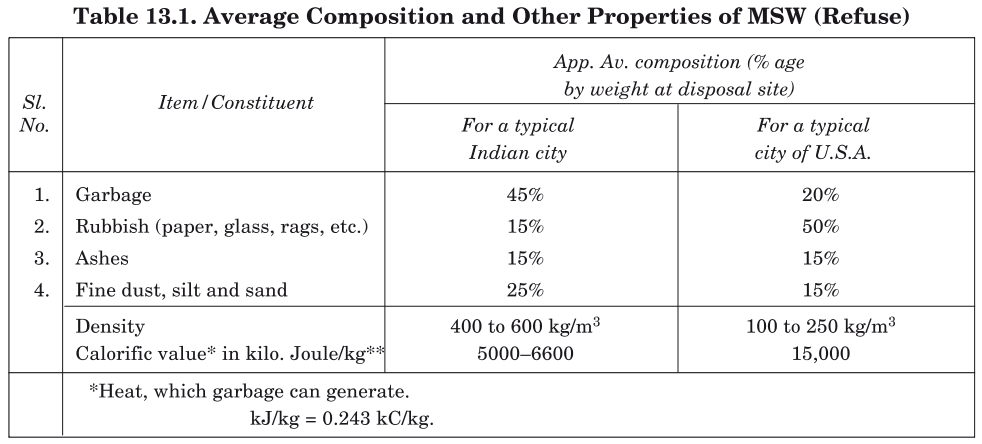 Table 13.1. Average Composition and Other Properties of MSW (Refuse)
Sl. No.
Item/Constituent
App. Av. composition (% age
by weight at disposal site)
For a typical
Indian city
For a typical
city of U.S.A.
1. Garbage 45% 20%
2. Rubbish (paper, glass, rags, etc.) 15% 50%
3. Ashes 15% 15%
4. Fine dust, silt and sand 25% 15%
Density 400 to 600 kg/m³ 100 to 250 kg/m³
Calorific value* in kilo. Joule/kg** 5000–6600 15,000
*Heat, which garbage can generate.
kJ/kg = 0.243 kC/kg.